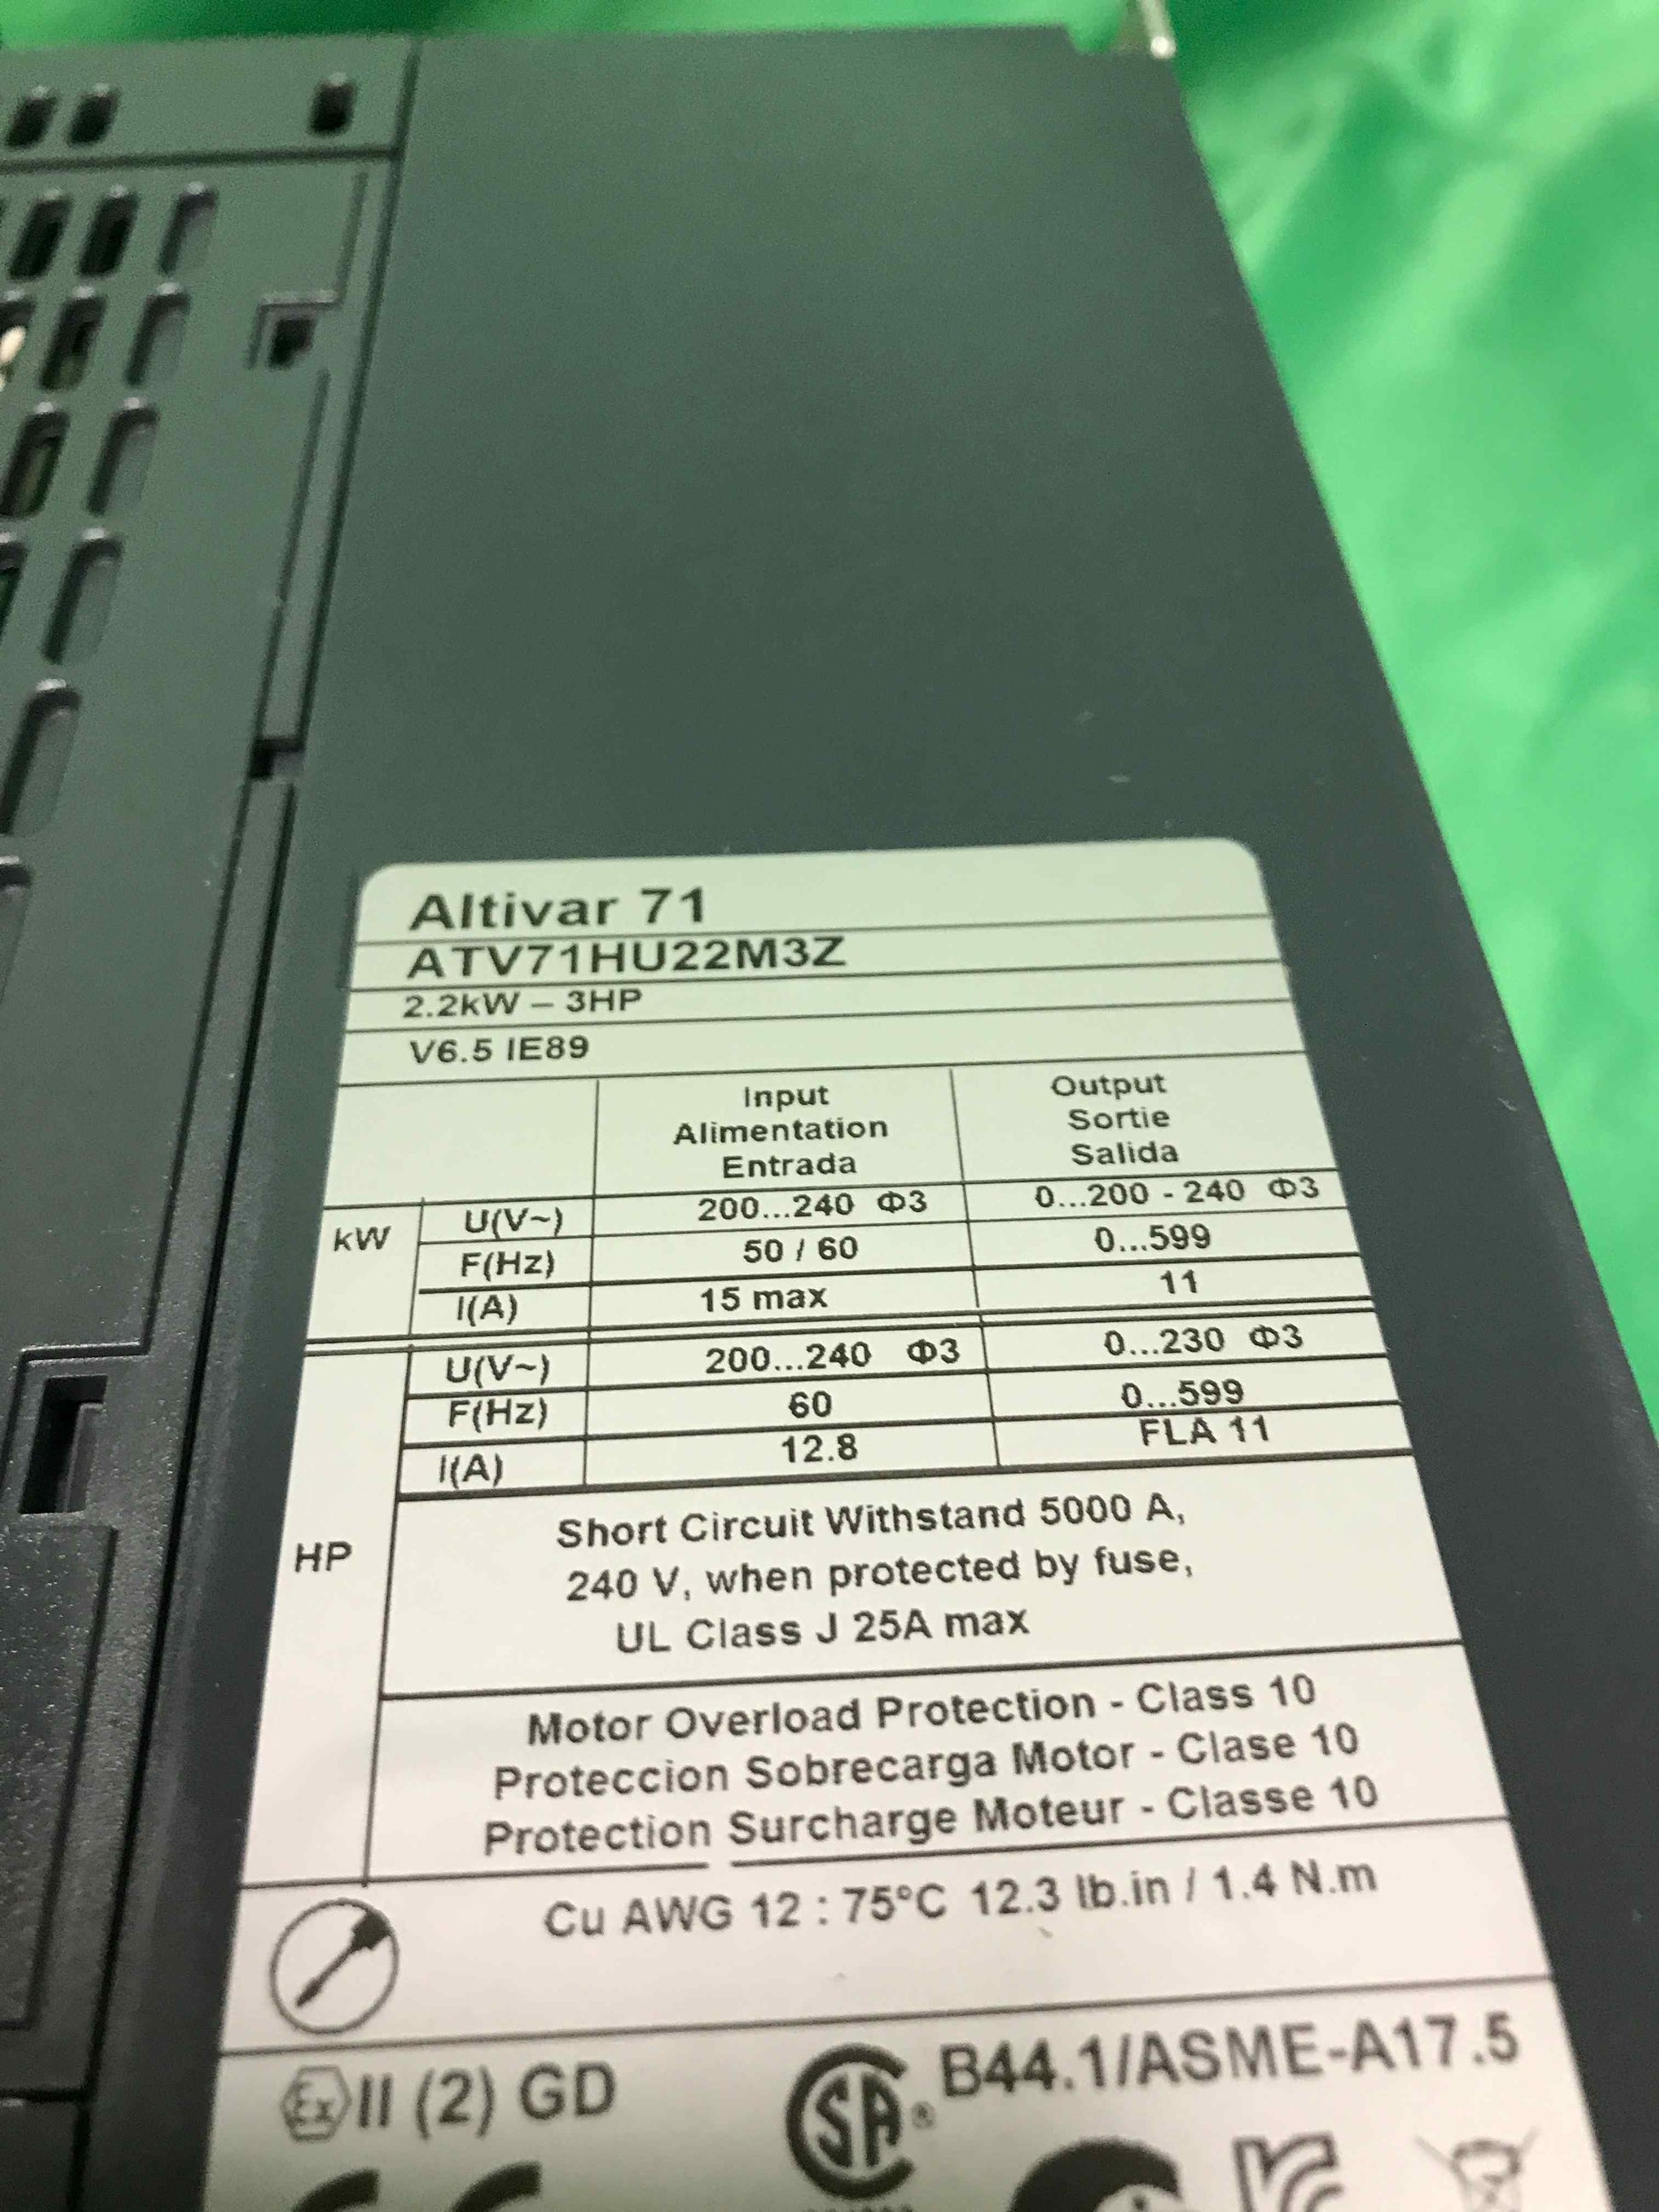 Altivar 71
ATV71HU22M3Z
2.2kW – 3HP
V6.5 IE89
Input Output
Alimentation Sortie
Entrada Salida
kW U(V~) 200...240 Φ3 0...200 - 240 Φ3
F(Hz) 50 / 60 0...599
I(A) 15 max 11
HP U(V~) 200...240 Φ3 0...230 Φ3
F(Hz) 60 0...599
I(A) 12.8 FLA 11
Short Circuit Withstand 5000 A,
240 V, when protected by fuse,
UL Class J 25A max
Motor Overload Protection - Class 10
Proteccion Sobrecarga Motor - Clase 10
Protection Surcharge Moteur - Classe 10
Cu AWG 12 : 75°C 12.3 lb.in / 1.4 N.m
Ex II (2) GD SA® B44.1/ASME-A17.5